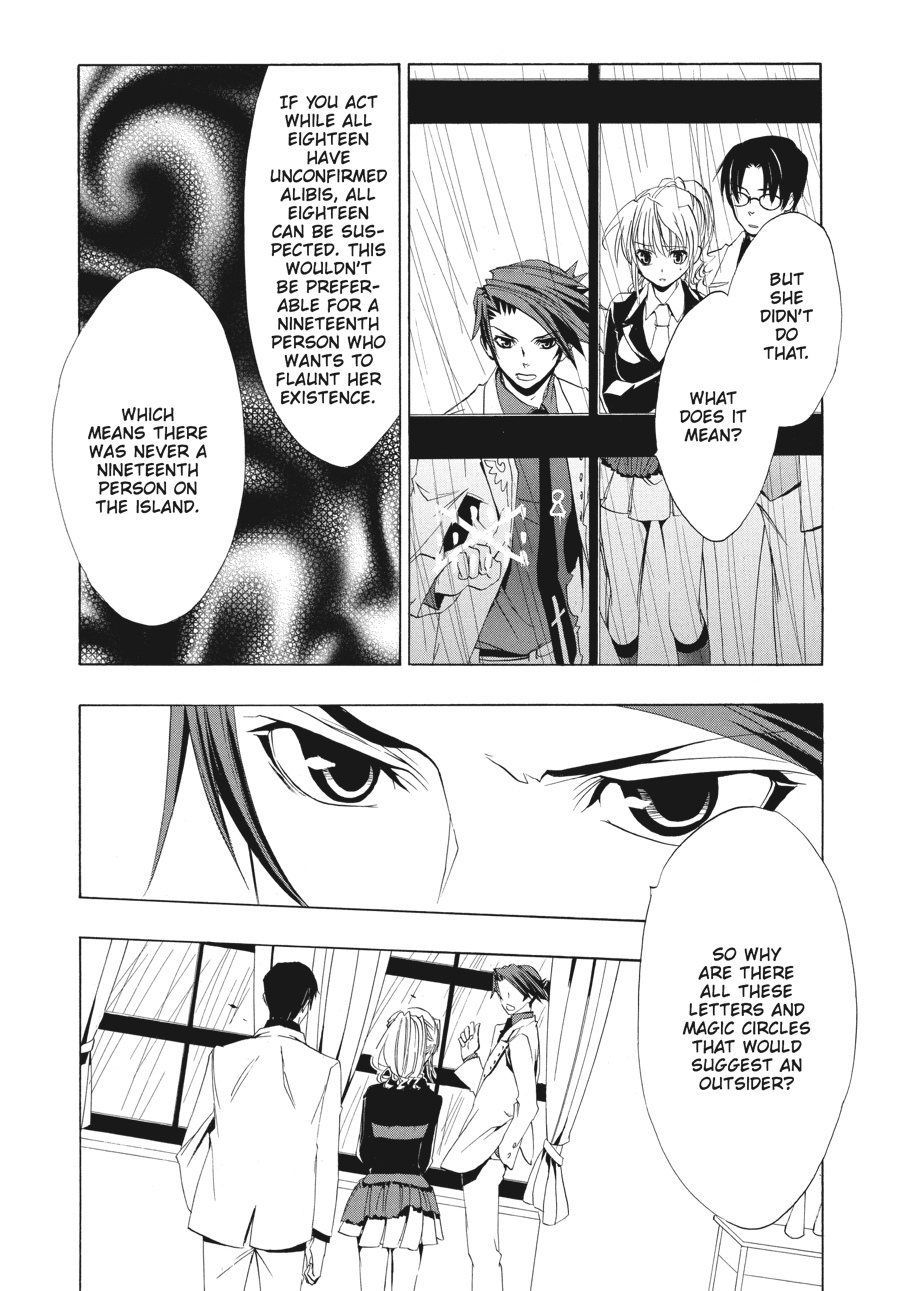 BUT
SHE
DIDN'T
DO
THAT.
WHAT
DOES IT
MEAN?
IF YOU ACT
WHILE ALL
EIGHTEEN
HAVE
UNCONFIRMED
ALIBIS, ALL
EIGHTEEN
CAN BE SUS-
PECTED. THIS
WOULDN'T
BE PREFER-
ABLE FOR A
NINETEENTH
PERSON WHO
WANTS TO
FLAUNT HER
EXISTENCE.
WHICH
MEANS THERE
WAS NEVER A
NINETEENTH
PERSON ON
THE ISLAND.
SO WHY
ARE THERE
ALL THESE
LETTERS AND
MAGIC CIRCLES
THAT WOULD
SUGGEST AN
OUTSIDER?